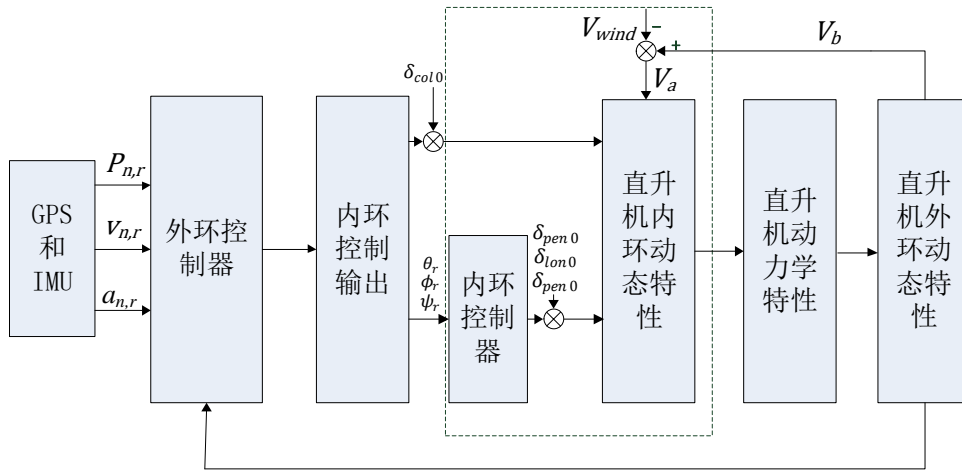 V_wind
−
+
V_b
V_a
δ_col0
P_n,r
v_n,r
a_n,r
GPS
和
IMU
外环控
制器
内环
控制
输出
θ_r
ϕ_r
ψ_r
内环
控制
器
δ_pen0
δ_lon0
δ_pen0
直升
机内
环动
态特
性
直升
机动
力学
特性
直升
机外
环动
态特
性